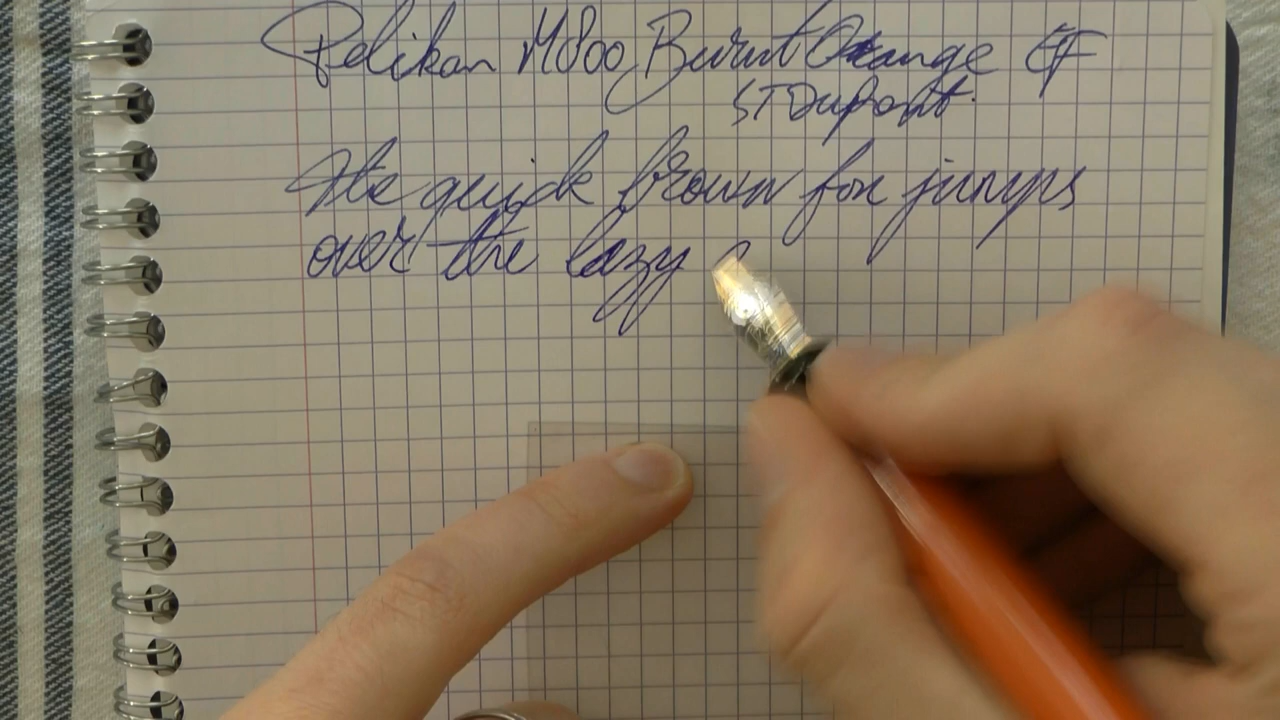 Pelikan M800 Burnt Orange EF
ST Dupont.
The quick brown fox jumps
over the lazy